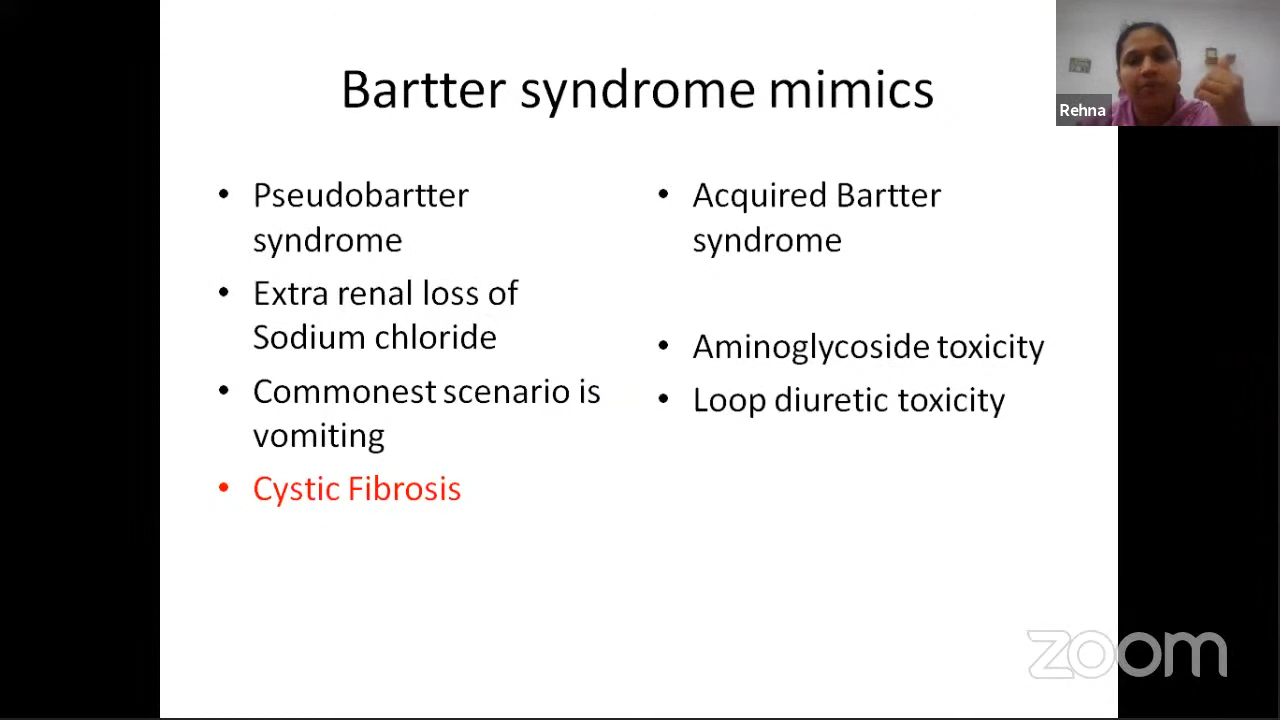 Bartter syndrome mimics
Rehna
• Pseudobartter
syndrome
• Extra renal loss of
Sodium chloride
• Commonest scenario is
vomiting
• Cystic Fibrosis
• Acquired Bartter
syndrome
• Aminoglycoside toxicity
• Loop diuretic toxicity
zoom